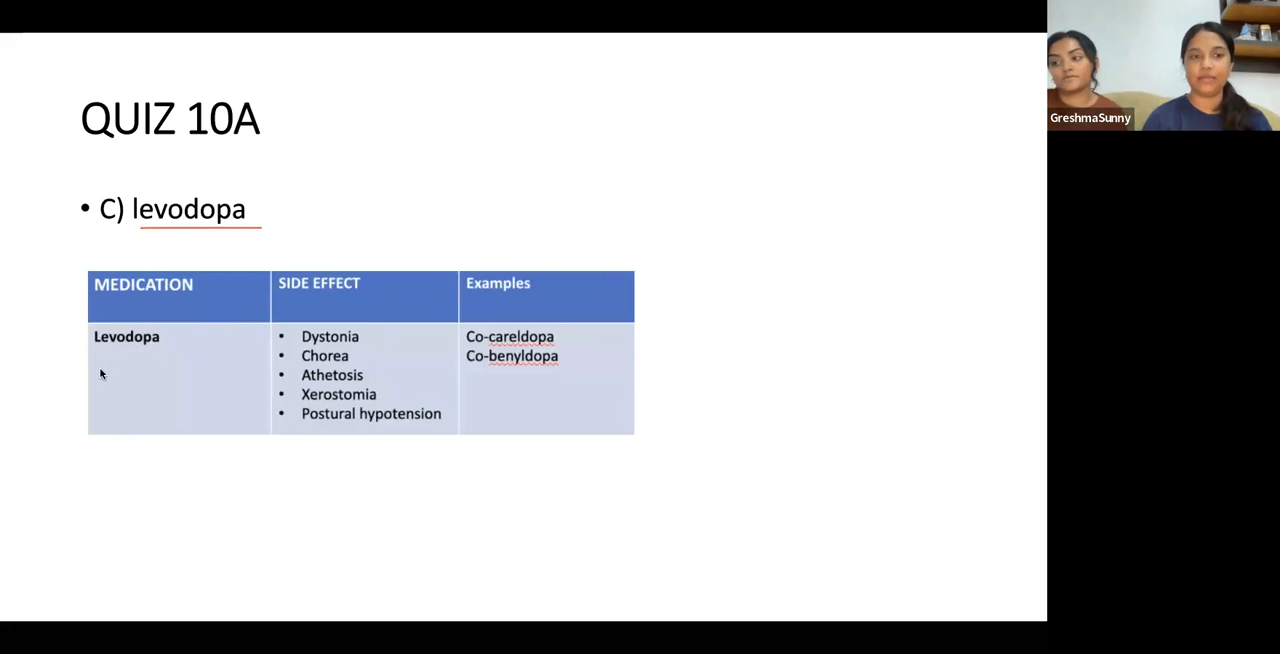 QUIZ 10A
• C) levodopa
MEDICATION
SIDE EFFECT
Examples
Levodopa
• Dystonia
• Chorea
• Athetosis
• Xerostomia
• Postural hypotension
Co-careldopa
Co-benyldopa
GreshmaSunny